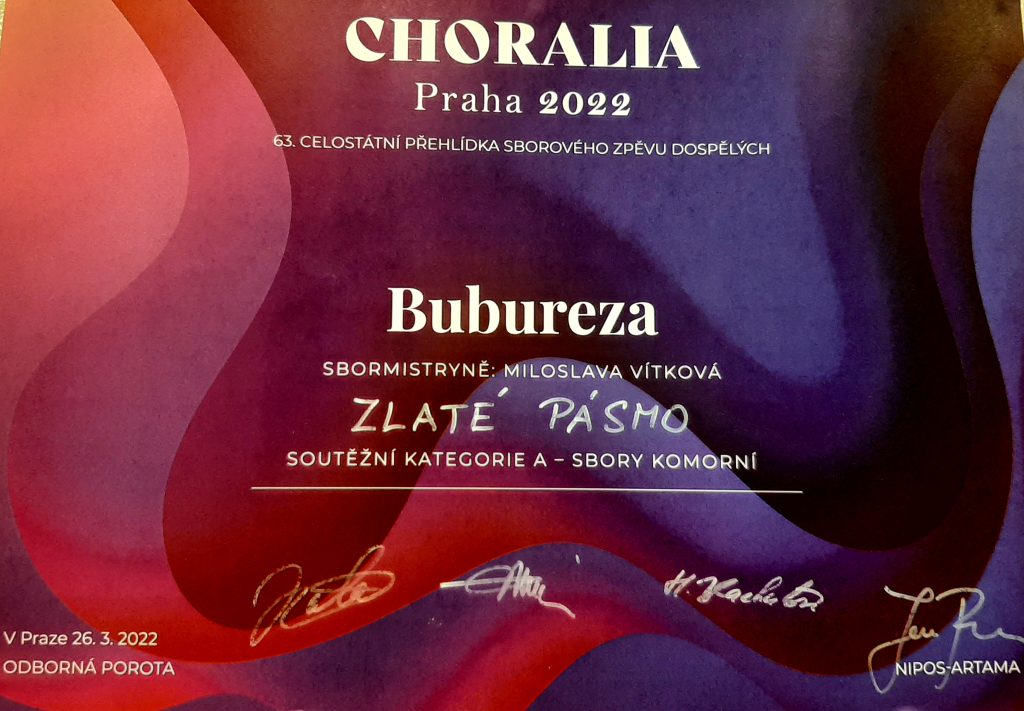 CHORALIA
Praha 2022
63. CELOSTÁTNÍ PŘEHLÍDKA SBOROVÉHO ZPĚVU DOSPĚLÝCH
Bubureza
SBORMISTRYNĚ: MILOSLAVA VÍTKOVÁ
ZLATÉ PÁSMO
SOUTĚŽNÍ KATEGORIE A – SBORY KOMORNÍ
V Praze 26. 3. 2022
ODBORNÁ POROTA
NIPOS-ARTAMA